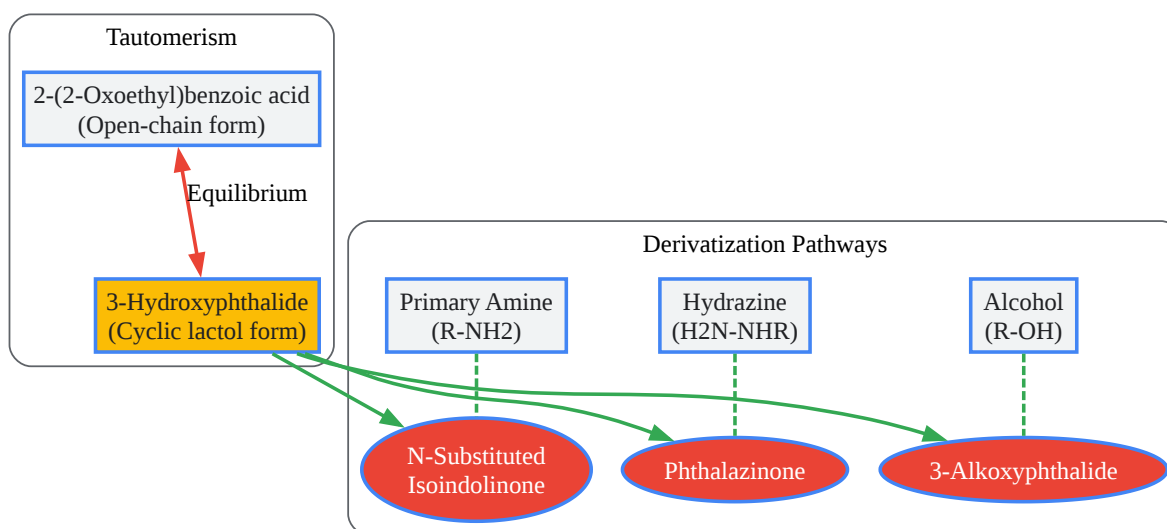 Tautomerism
2-(2-Oxoethyl)benzoic acid
(Open-chain form)
Equilibrium
3-Hydroxyphthalide
(Cyclic lactol form)
Derivatization Pathways
Primary Amine
(R-NH2)
Hydrazine
(H2N-NHR)
Alcohol
(R-OH)
N-Substituted
Isoindolinone
Phthalazinone
3-Alkoxyphthalide